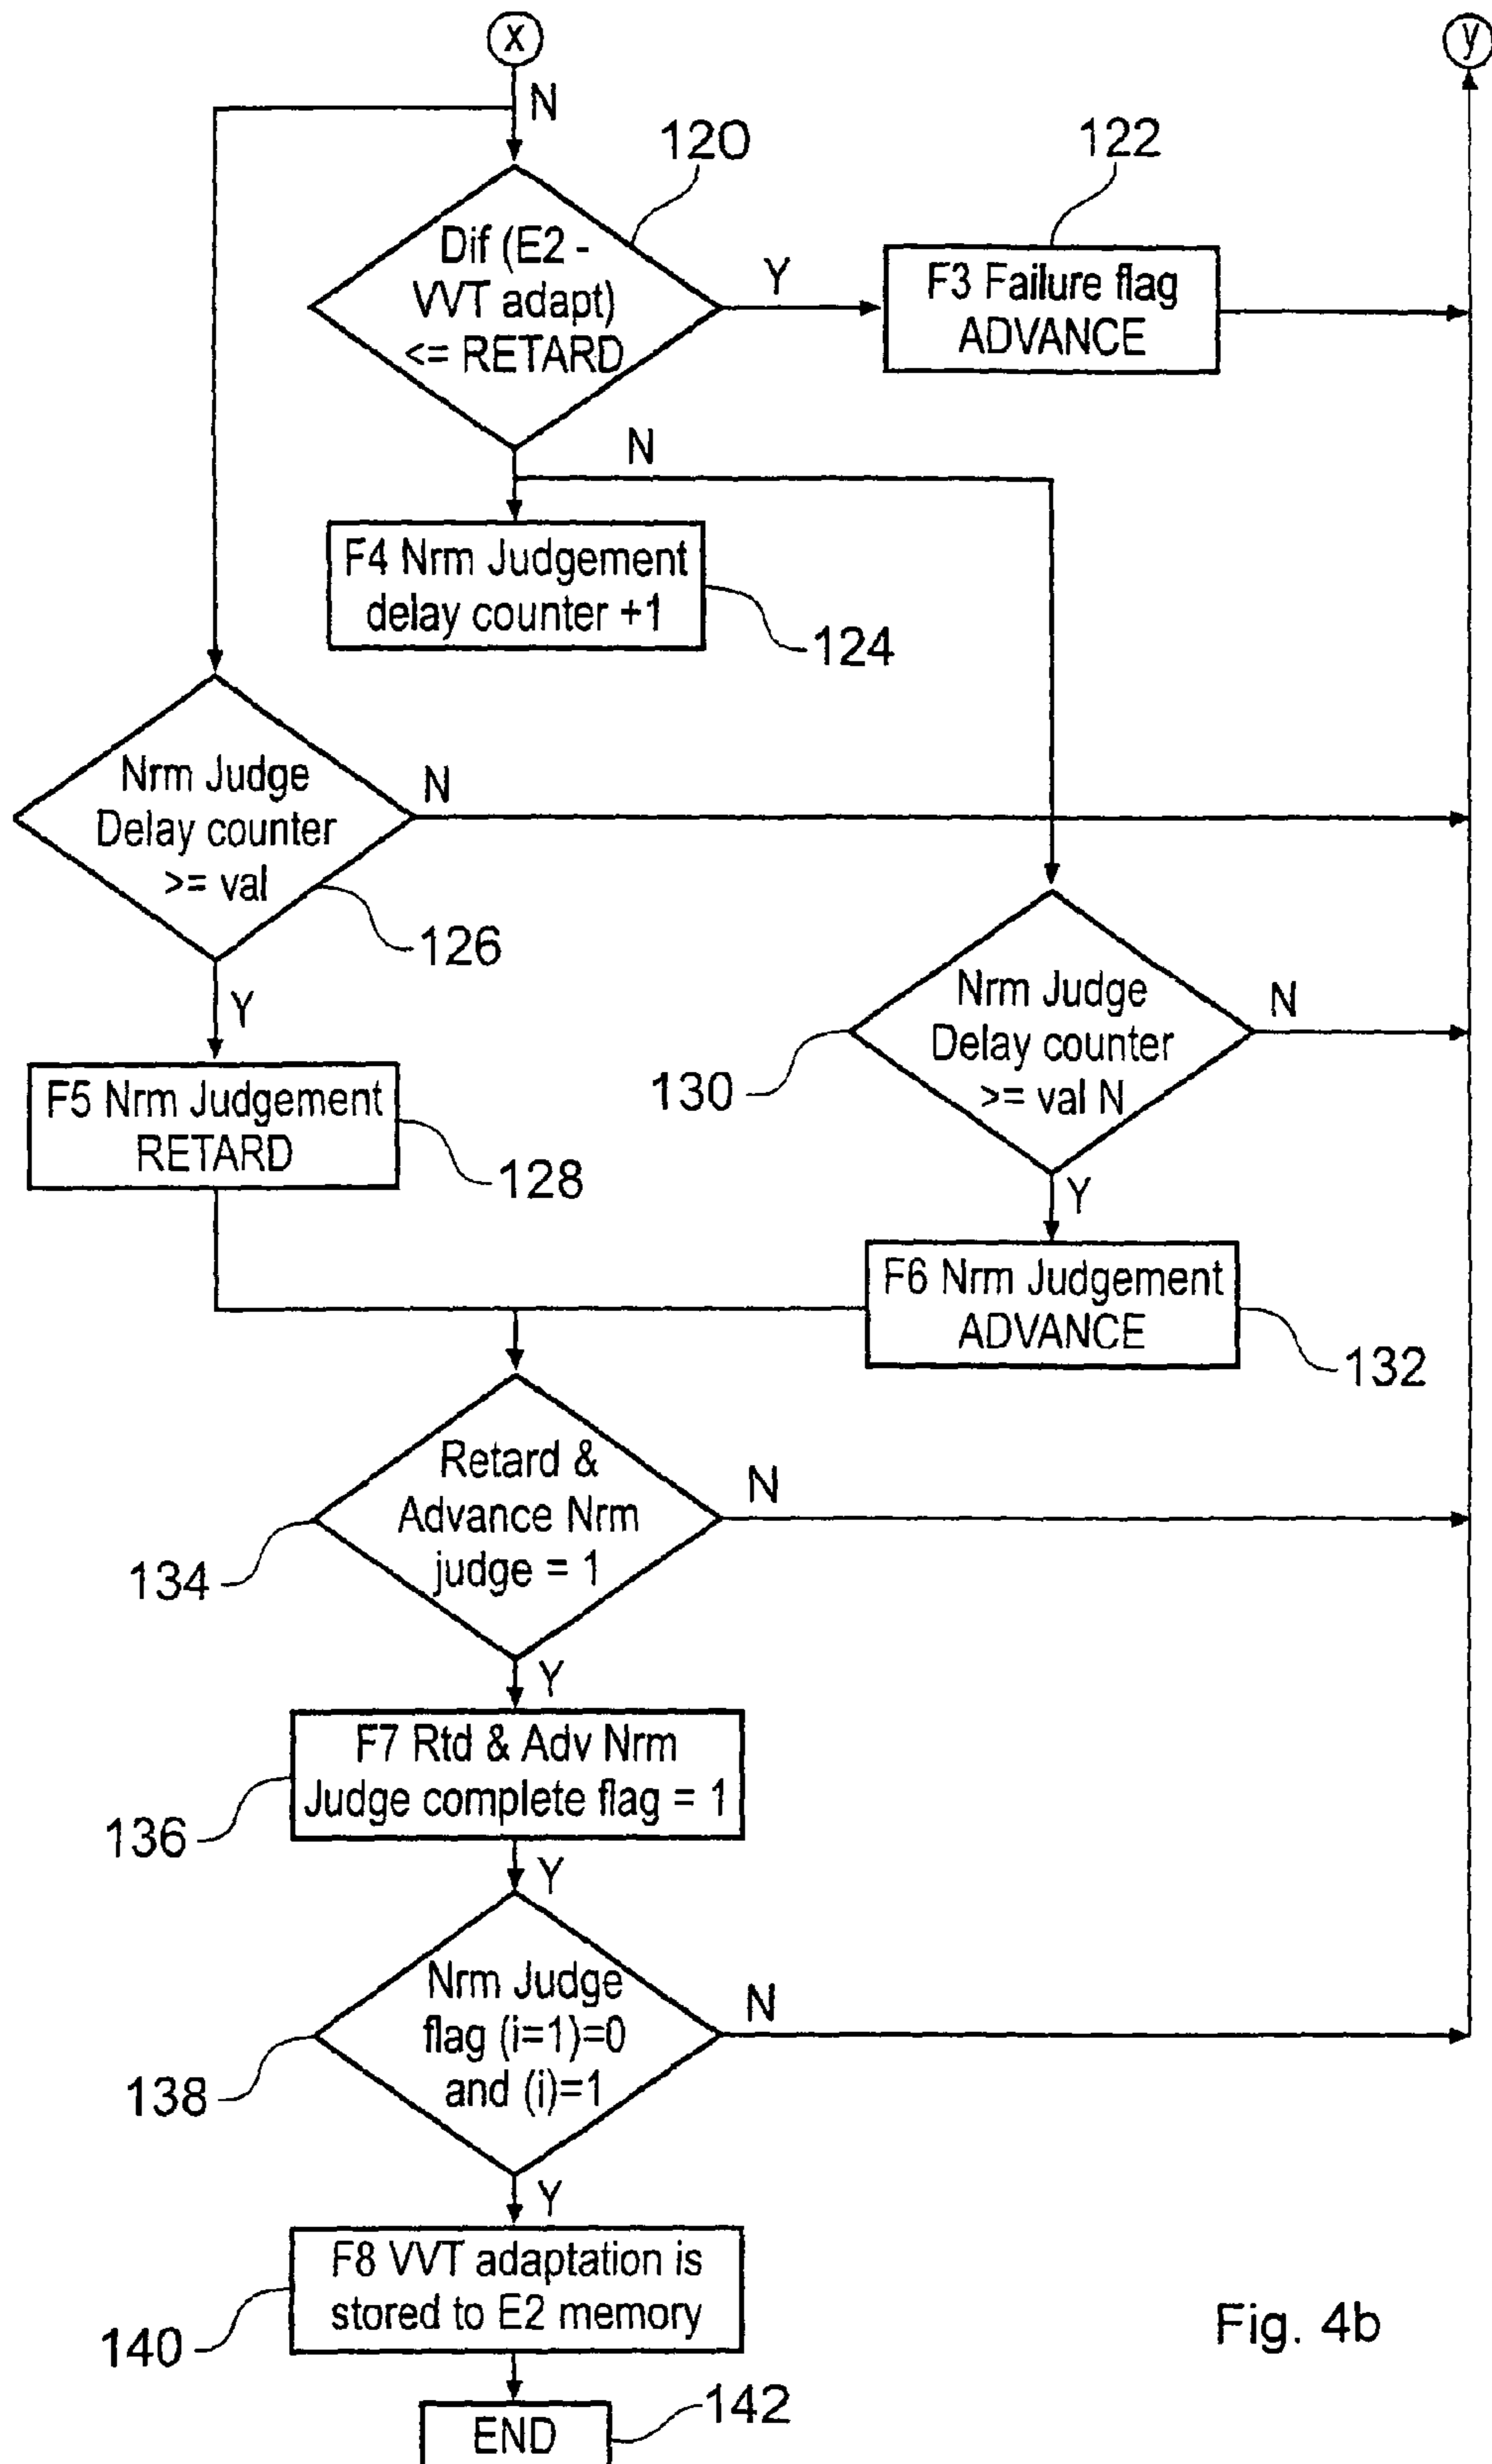 x
y
N
120
122
Dif (E2 -
VVT adapt)
<= RETARD
Y
F3 Failure flag
ADVANCE
N
F4 Nrm Judgement
delay counter +1
124
Nrm Judge
Delay counter
>= val
N
126
Y
Nrm Judge
Delay counter
>= val N
N
130
Y
F5 Nrm Judgement
RETARD
128
F6 Nrm Judgement
ADVANCE
132
Retard &
Advance Nrm
judge = 1
N
134
Y
F7 Rtd & Adv Nrm
Judge complete flag = 1
136
Y
Nrm Judge
flag (i=1)=0
and (i)=1
N
138
Y
F8 VVT adaptation is
stored to E2 memory
140
END
142
Fig. 4b